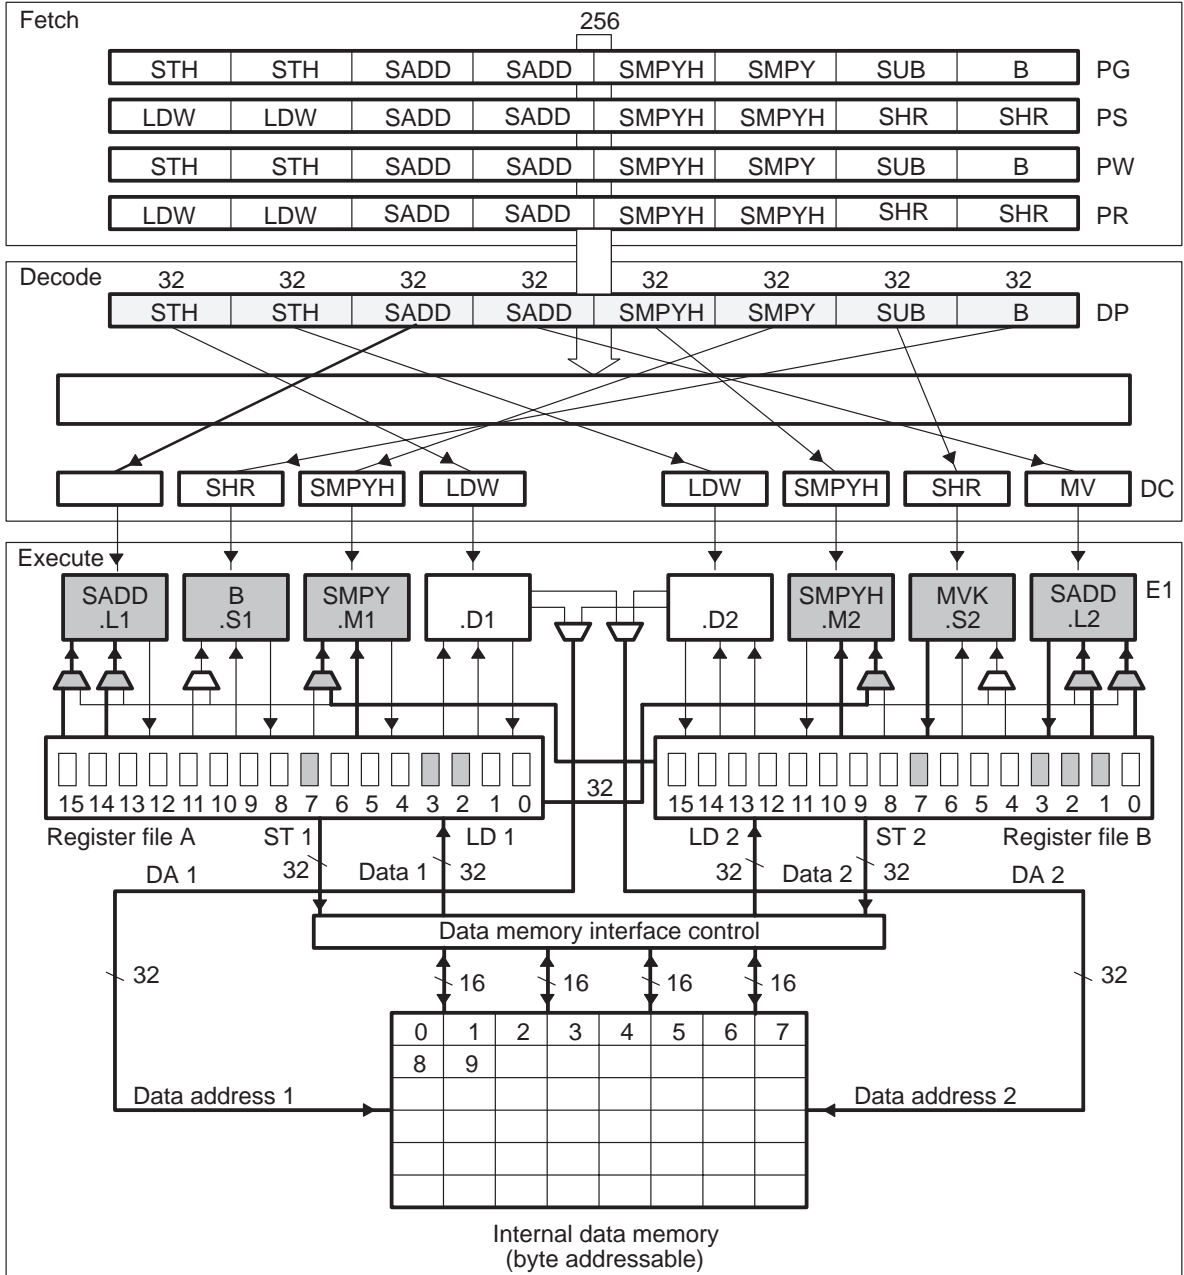 Fetch
256
STH STH SADD SADD SMPYH SMPY SUB B PG
LDW LDW SADD SADD SMPYH SMPYH SHR SHR PS
STH STH SADD SADD SMPYH SMPY SUB B PW
LDW LDW SADD SADD SMPYH SMPYH SHR SHR PR
Decode
32 32 32 32 32 32 32 32
STH STH SADD SADD SMPYH SMPY SUB B DP
SHR SMPYH LDW LDW SMPYH SHR MV DC
Execute
SADD B SMPY SMPYH MVK SADD E1
.L1 .S1 .M1 .D1 .D2 .M2 .S2 .L2
32
15 14 13 12 11 10 9 8 7 6 5 4 3 2 1 0 15 14 13 12 11 10 9 8 7 6 5 4 3 2 1 0
Register file A ST 1 LD 1 LD 2 ST 2 Register file B
DA 1 32 Data 1 32 32 Data 2 32 DA 2
Data memory interface control
32 16 16 16 16 32
0 1 2 3 4 5 6 7
8 9
Data address 1 Data address 2
Internal data memory
(byte addressable)